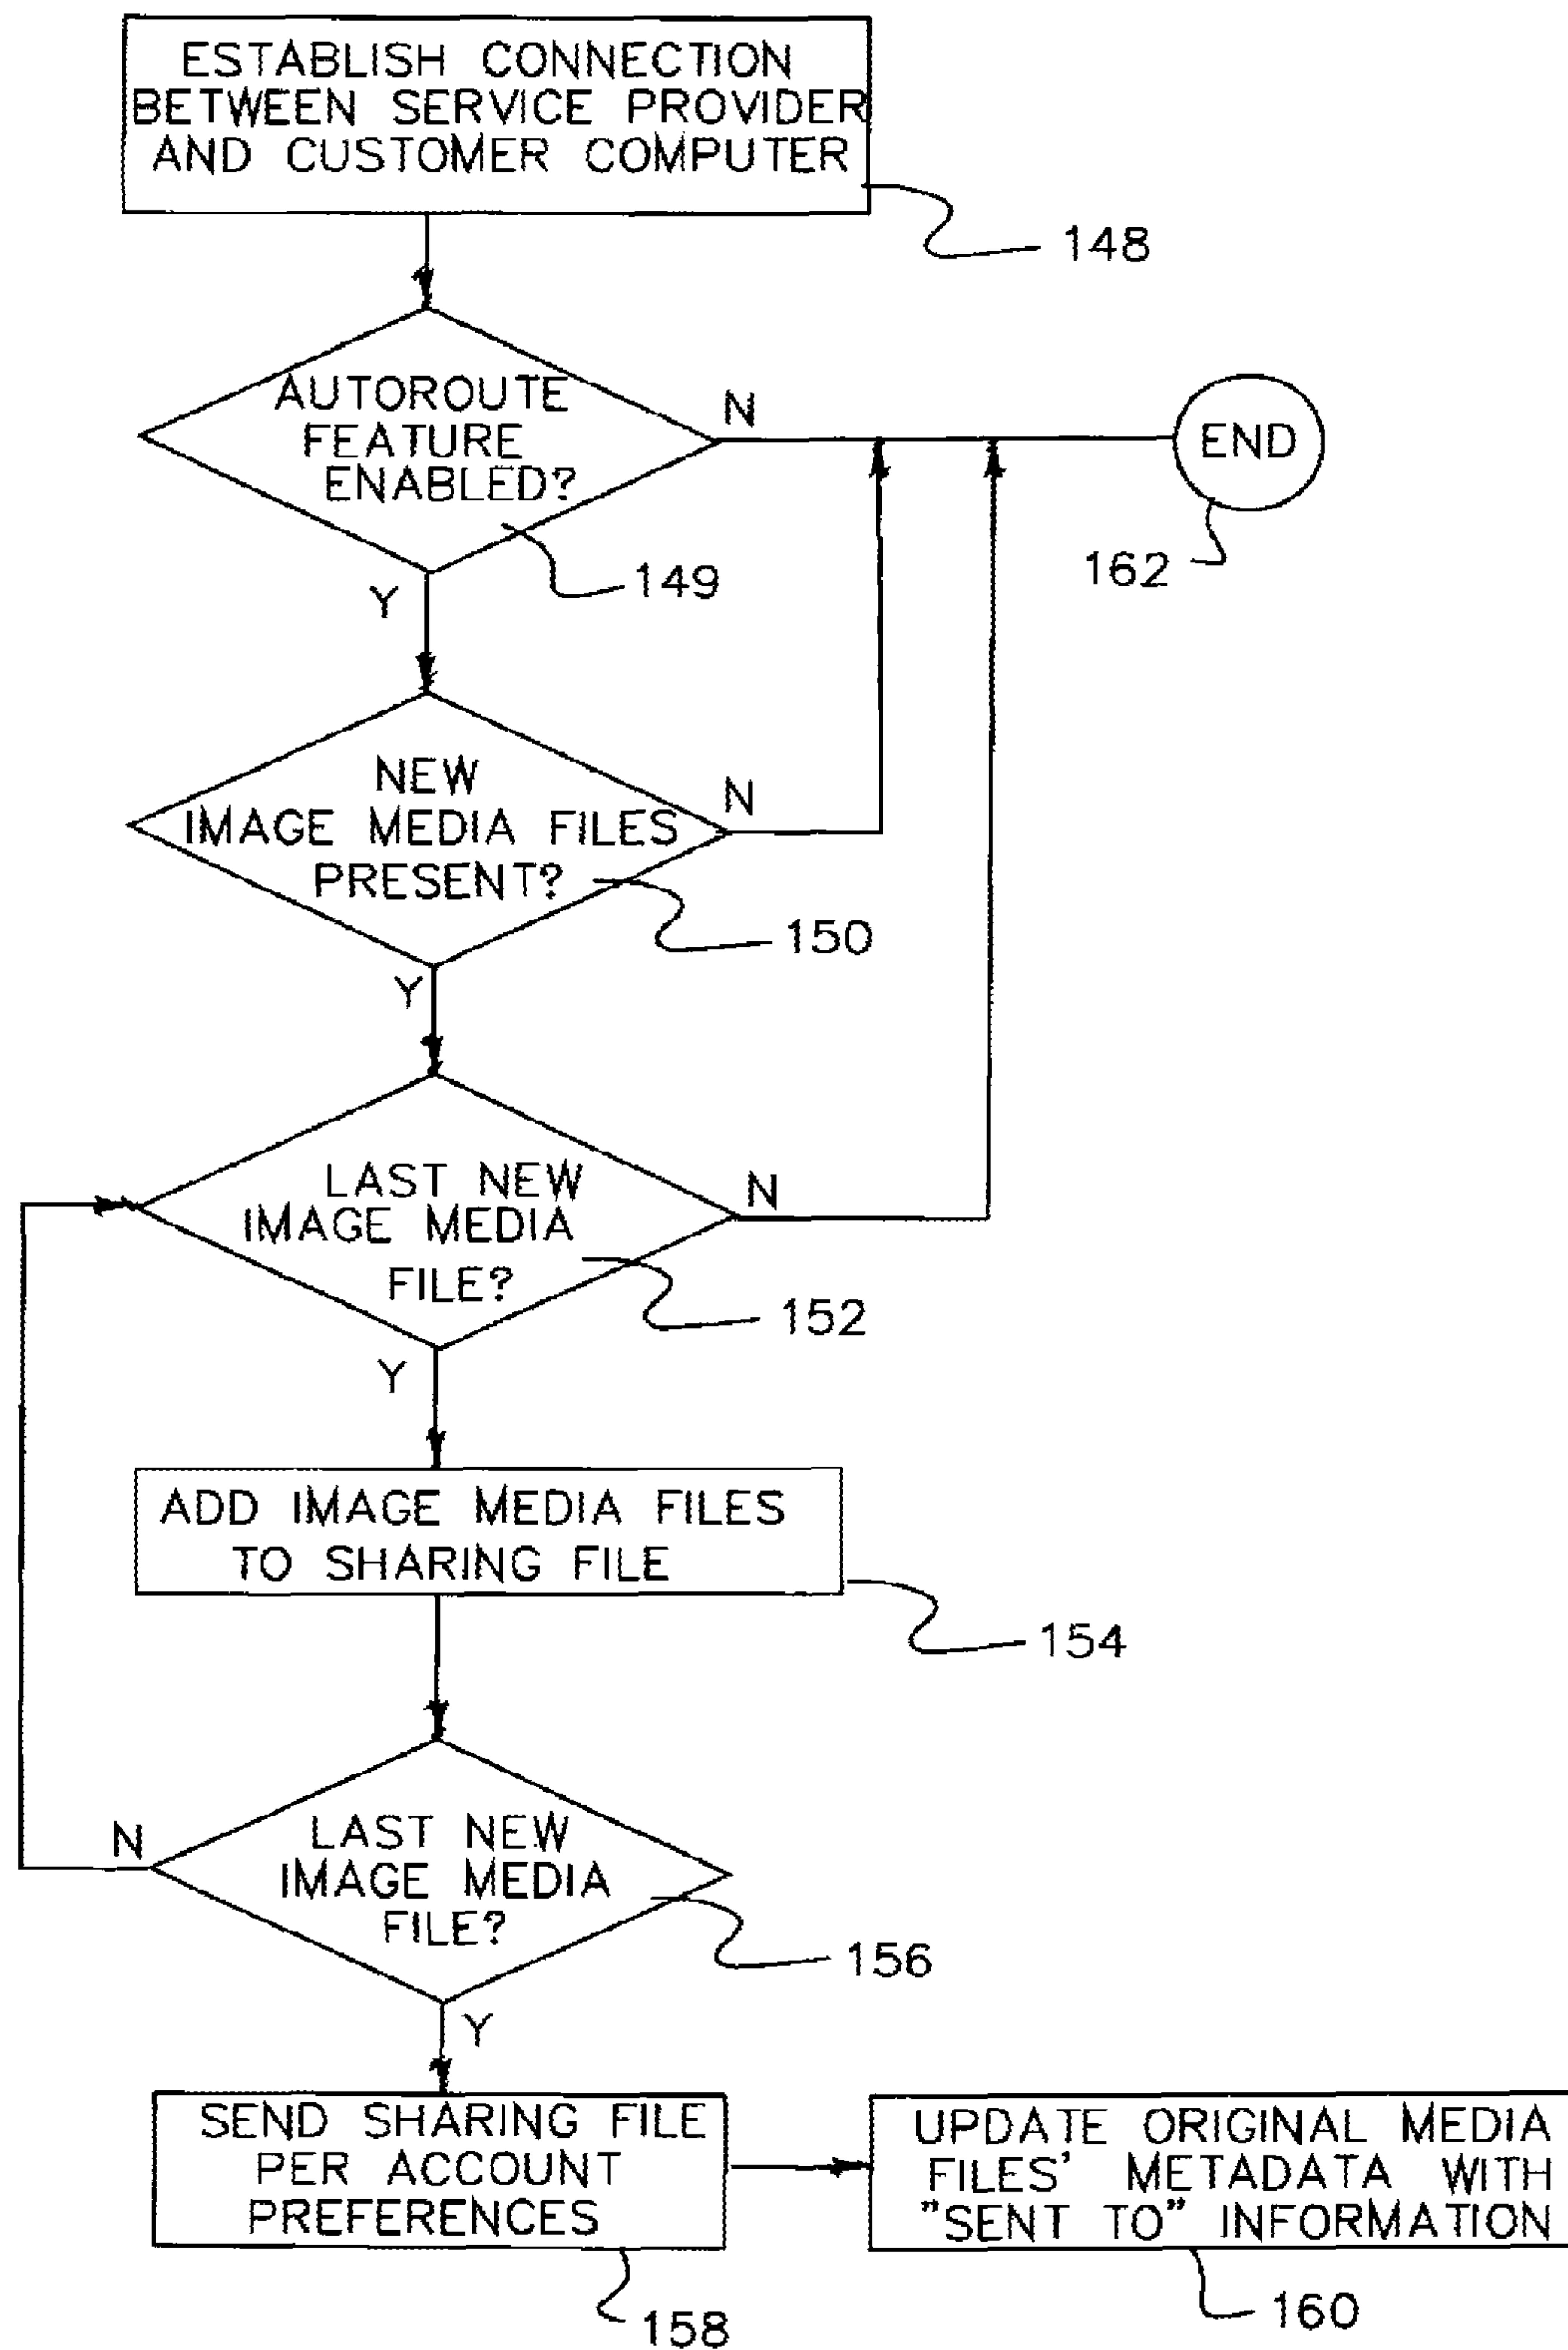 ESTABLISH CONNECTION
BETWEEN SERVICE PROVIDER
AND CUSTOMER COMPUTER
148
AUTOROUTE
FEATURE
ENABLED?
N
END
162
149
Y
NEW
IMAGE MEDIA FILES
PRESENT?
N
150
Y
LAST NEW
IMAGE MEDIA
FILE?
N
152
Y
ADD IMAGE MEDIA FILES
TO SHARING FILE
154
LAST NEW
IMAGE MEDIA
FILE?
N
156
Y
SEND SHARING FILE
PER ACCOUNT
PREFERENCES
158
UPDATE ORIGINAL MEDIA
FILES' METADATA WITH
"SENT TO" INFORMATION
160